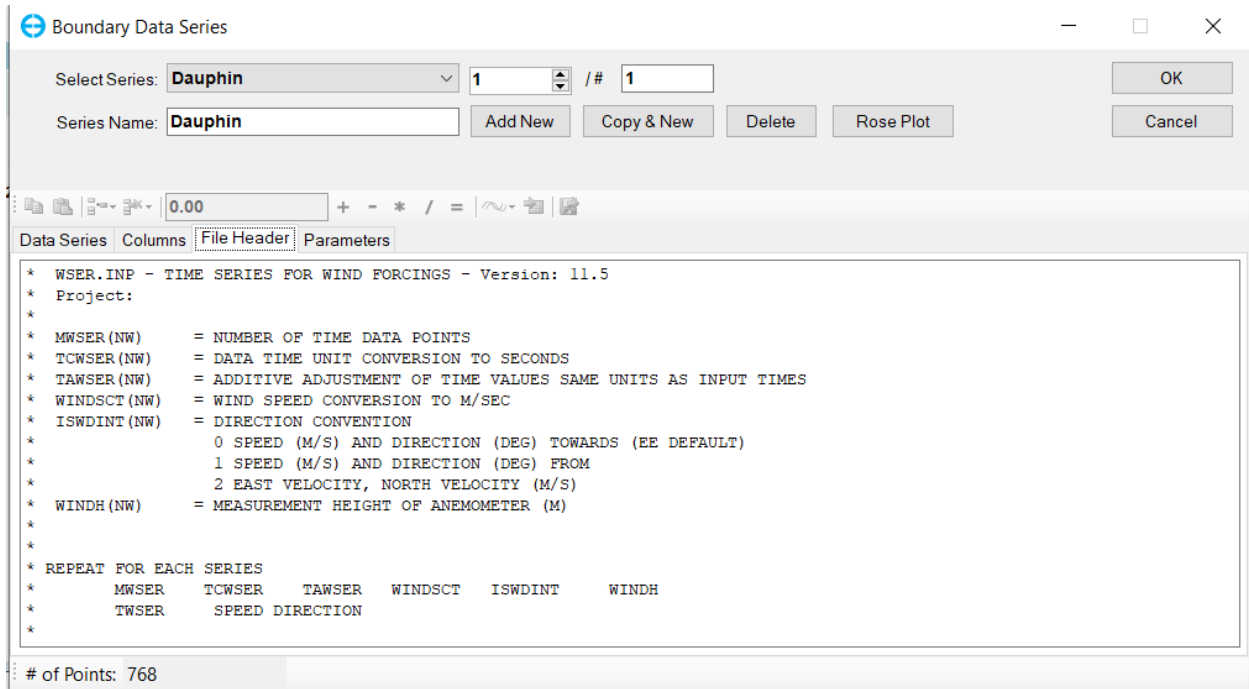 Boundary Data Series
Select Series: Dauphin 1 / # 1 OK
Series Name: Dauphin Add New Copy & New Delete Rose Plot Cancel
0.00 + - * / =
Data Series Columns File Header Parameters
* WSER.INP - TIME SERIES FOR WIND FORCINGS - Version: 11.5
* Project:
*
* MWSER(NW) = NUMBER OF TIME DATA POINTS
* TCWSER(NW) = DATA TIME UNIT CONVERSION TO SECONDS
* TAWSER(NW) = ADDITIVE ADJUSTMENT OF TIME VALUES SAME UNITS AS INPUT TIMES
* WINDSCT(NW) = WIND SPEED CONVERSION TO M/SEC
* ISWDINT(NW) = DIRECTION CONVENTION
* 0 SPEED (M/S) AND DIRECTION (DEG) TOWARDS (EE DEFAULT)
* 1 SPEED (M/S) AND DIRECTION (DEG) FROM
* 2 EAST VELOCITY, NORTH VELOCITY (M/S)
* WINDH(NW) = MEASUREMENT HEIGHT OF ANEMOMETER (M)
*
*
* REPEAT FOR EACH SERIES
* MWSER TCWSER TAWSER WINDSCT ISWDINT WINDH
* TWSER SPEED DIRECTION
*
# of Points: 768